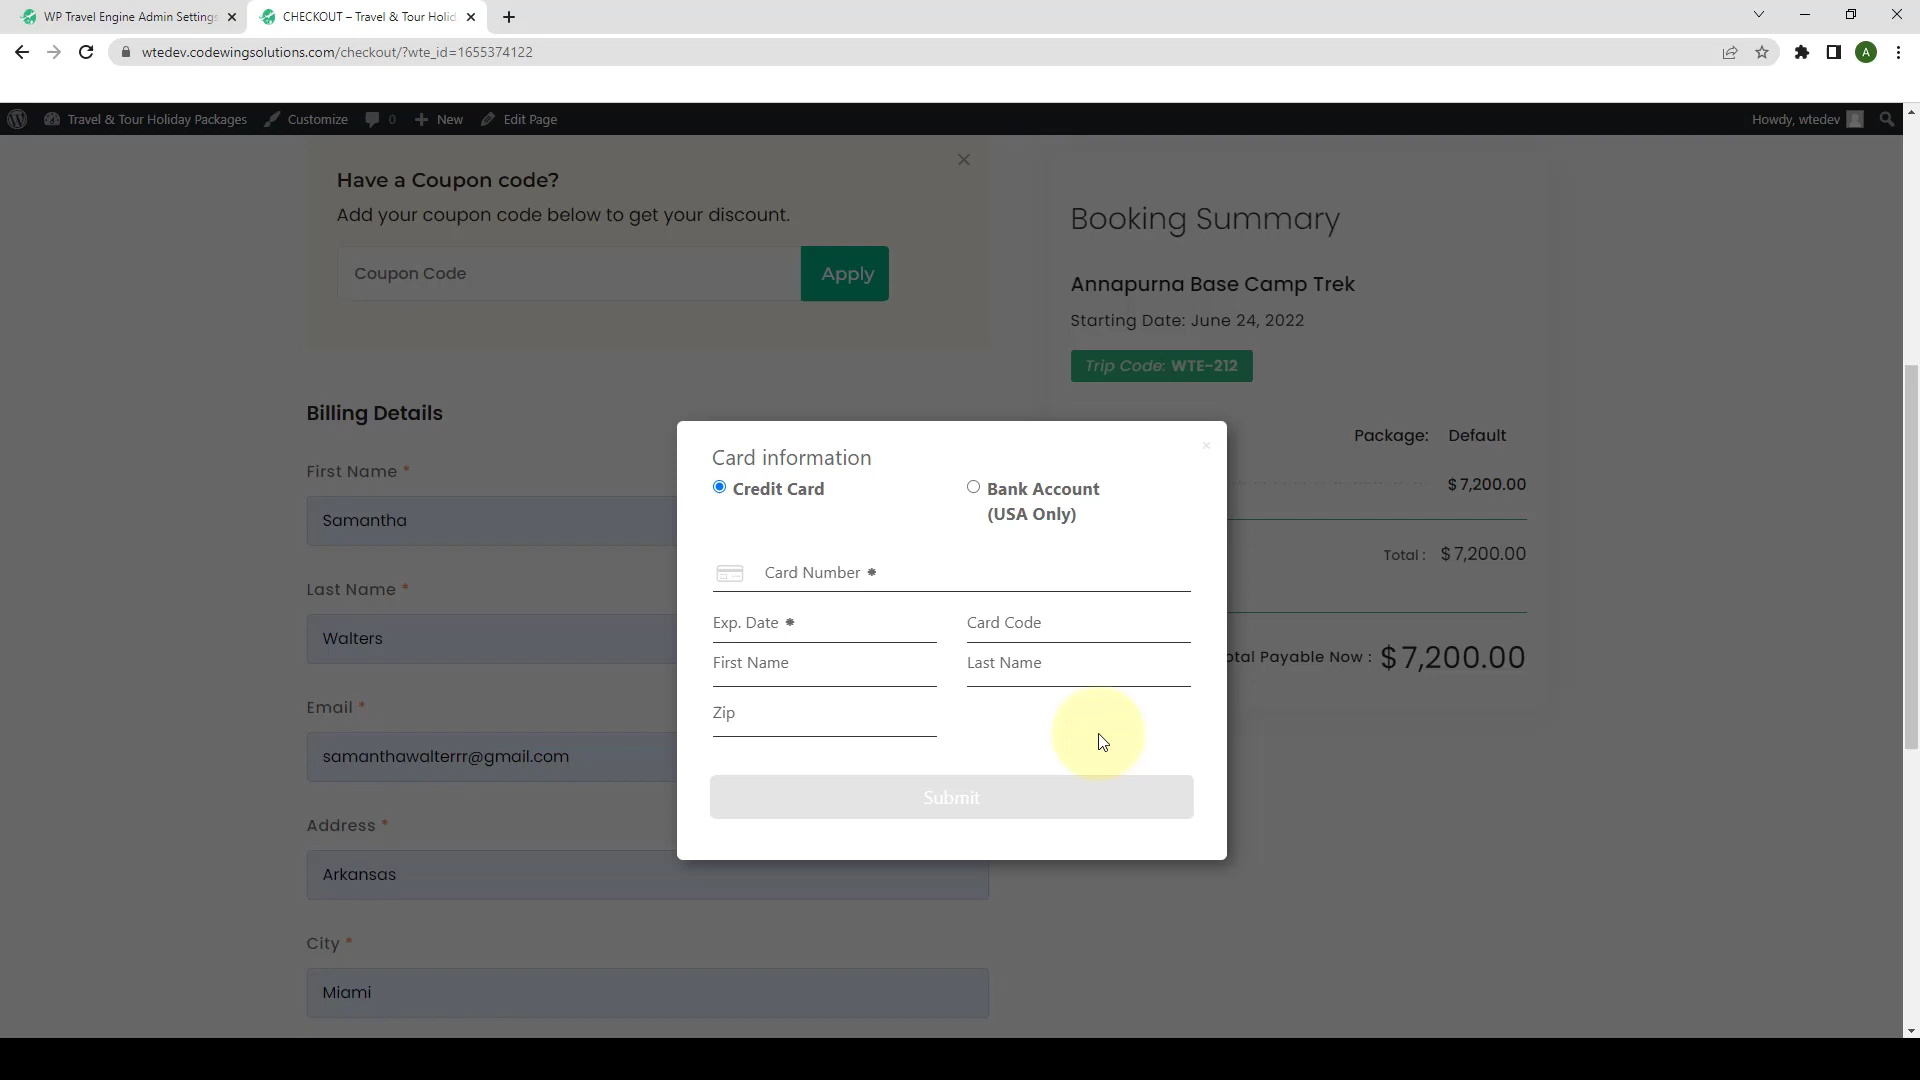 WP Travel Engine Admin Settings
CHECKOUT – Travel & Tour Holid
wtedev.codewingsolutions.com/checkout/?wte_id=1655374122
A
Travel & Tour Holiday Packages
Customize
0
New
Edit Page
Howdy, wtedev
Have a Coupon code?
Add your coupon code below to get your discount.
Coupon Code
Apply
Booking Summary
Annapurna Base Camp Trek
Starting Date: June 24, 2022
Trip Code: WTE-212
Package: Default
$7,200.00
Total : $7,200.00
otal Payable Now : $7,200.00
Billing Details
First Name *
Samantha
Last Name *
Walters
Email *
samanthawalterrr@gmail.com
Address *
Arkansas
City *
Miami
Card information
Credit Card
Bank Account
(USA Only)
Card Number *
Exp. Date *
Card Code
First Name
Last Name
Zip
Submit